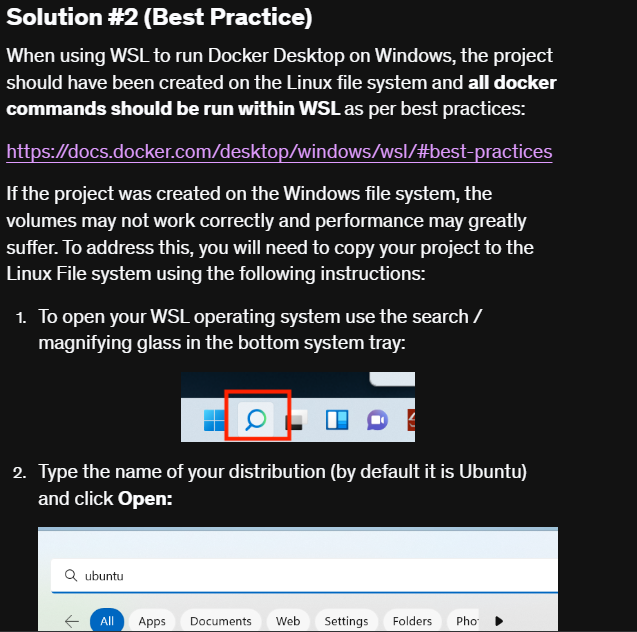 Solution #2 (Best Practice)
When using WSL to run Docker Desktop on Windows, the project
should have been created on the Linux file system and all docker
commands should be run within WSL as per best practices:
https://docs.docker.com/desktop/windows/wsl/#best-practices
If the project was created on the Windows file system, the
volumes may not work correctly and performance may greatly
suffer. To address this, you will need to copy your project to the
Linux File system using the following instructions:
1. To open your WSL operating system use the search /
magnifying glass in the bottom system tray:
2. Type the name of your distribution (by default it is Ubuntu)
and click Open:
ubuntu
All Apps Documents Web Settings Folders Pho